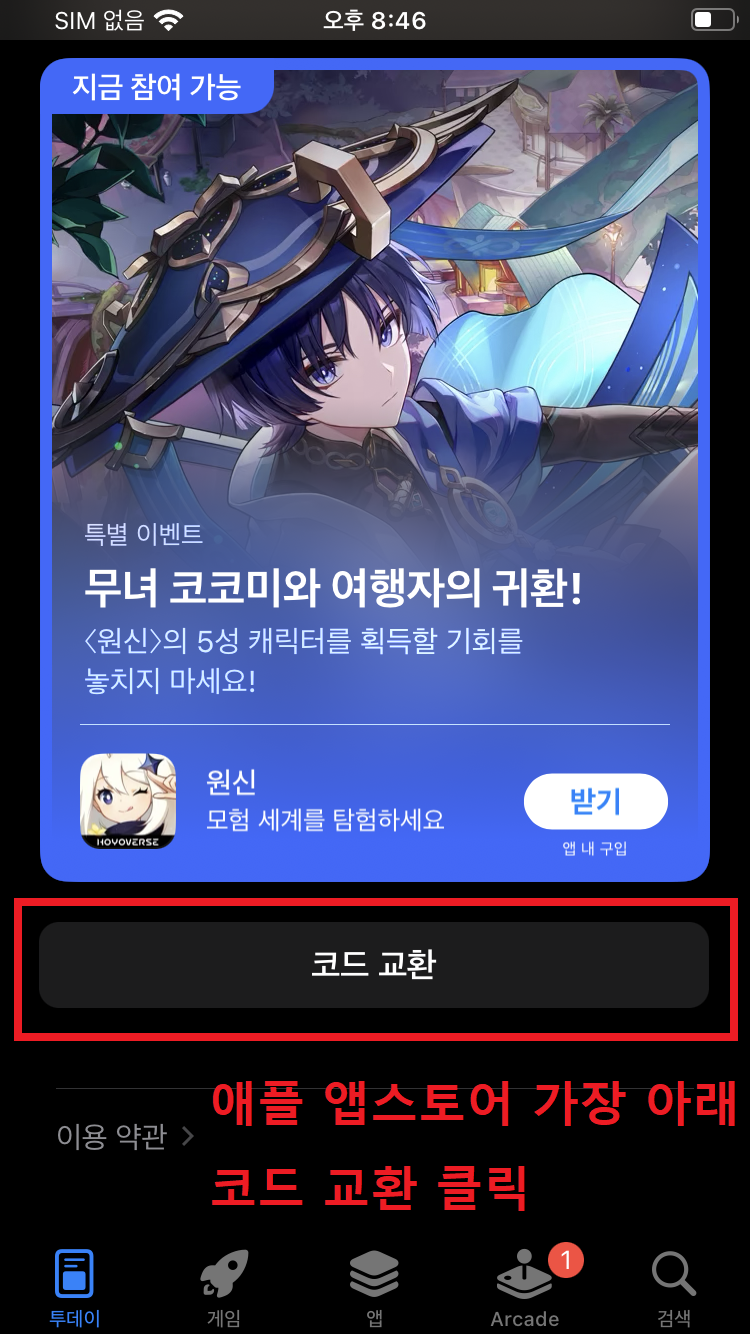 SIM 없음
오후 8:46
지금 참여 가능
특별 이벤트
무녀 코코미와 여행자의 귀환!
〈원신〉의 5성 캐릭터를 획득할 기회를
놓치지 마세요!
원신
모험 세계를 탐험하세요
받기
앱 내 구입
HOYOVERSE
코드 교환
애플 앱스토어 가장 아래
이용 약관
코드 교환 클릭
1
투데이
게임
앱
Arcade
검색